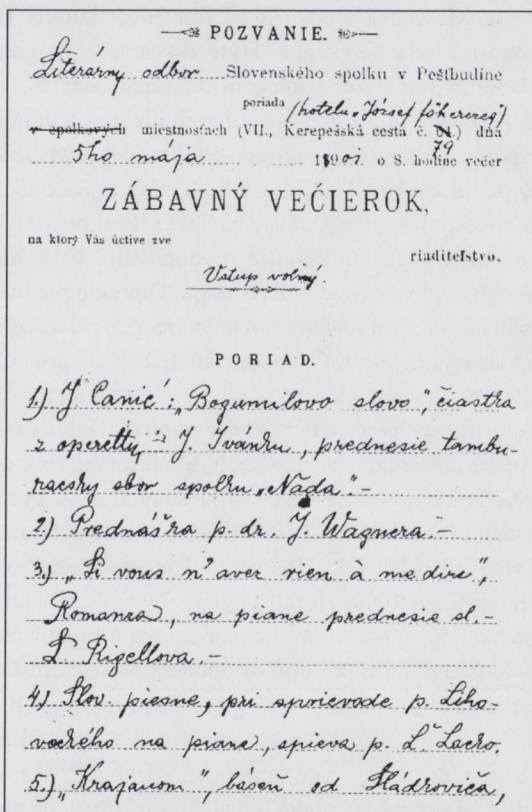 POZVANIE.
Literárny odbor Slovenského spolku v Peštbudíne
poriada /hotelu „József főherceg)
v spolkových miestnosťach (VII., Kerepešská cesta č. 79) dňa
5ho mája 1901 o 8. hodine večer
ZÁBAVNÝ VEČIEROK,
na ktorý Vás úctive zve
riaditeľstvo.
Vstup voľný.
PORIAD.
1.) J. Canić: „Bogumilovo slovo", čiastka
z operetty J. Ivánku, prednesie tambu-
racský sbor spolku „Nada" –
2.) Prednáška p. dr. J. Wagnera. –
3.) „Si vous n'aver rien à me dire",
Romanza, na piane prednesie sl. –
L. Rigellova. –
4.) Slov. piesne, pri sprievode p. Liho-
vackého na piane, spieva p. Ľ. Lacko.
5.) „Krajanom", báseň od Sládkoviča,